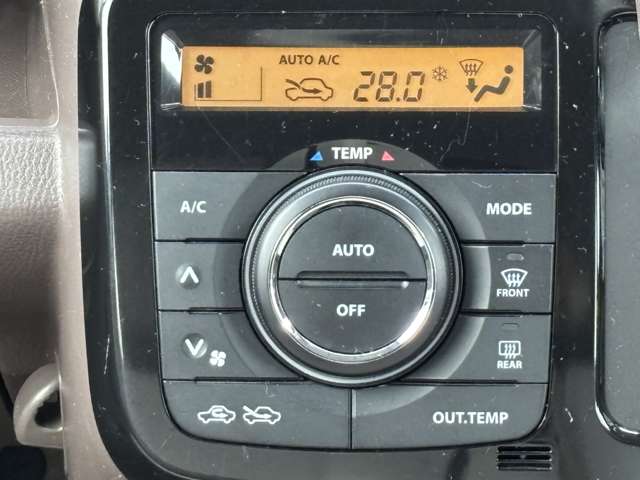 AUTO A/C
28.0
TEMP
A/C
MODE
AUTO
OFF
FRONT
REAR
OUT.TEMP